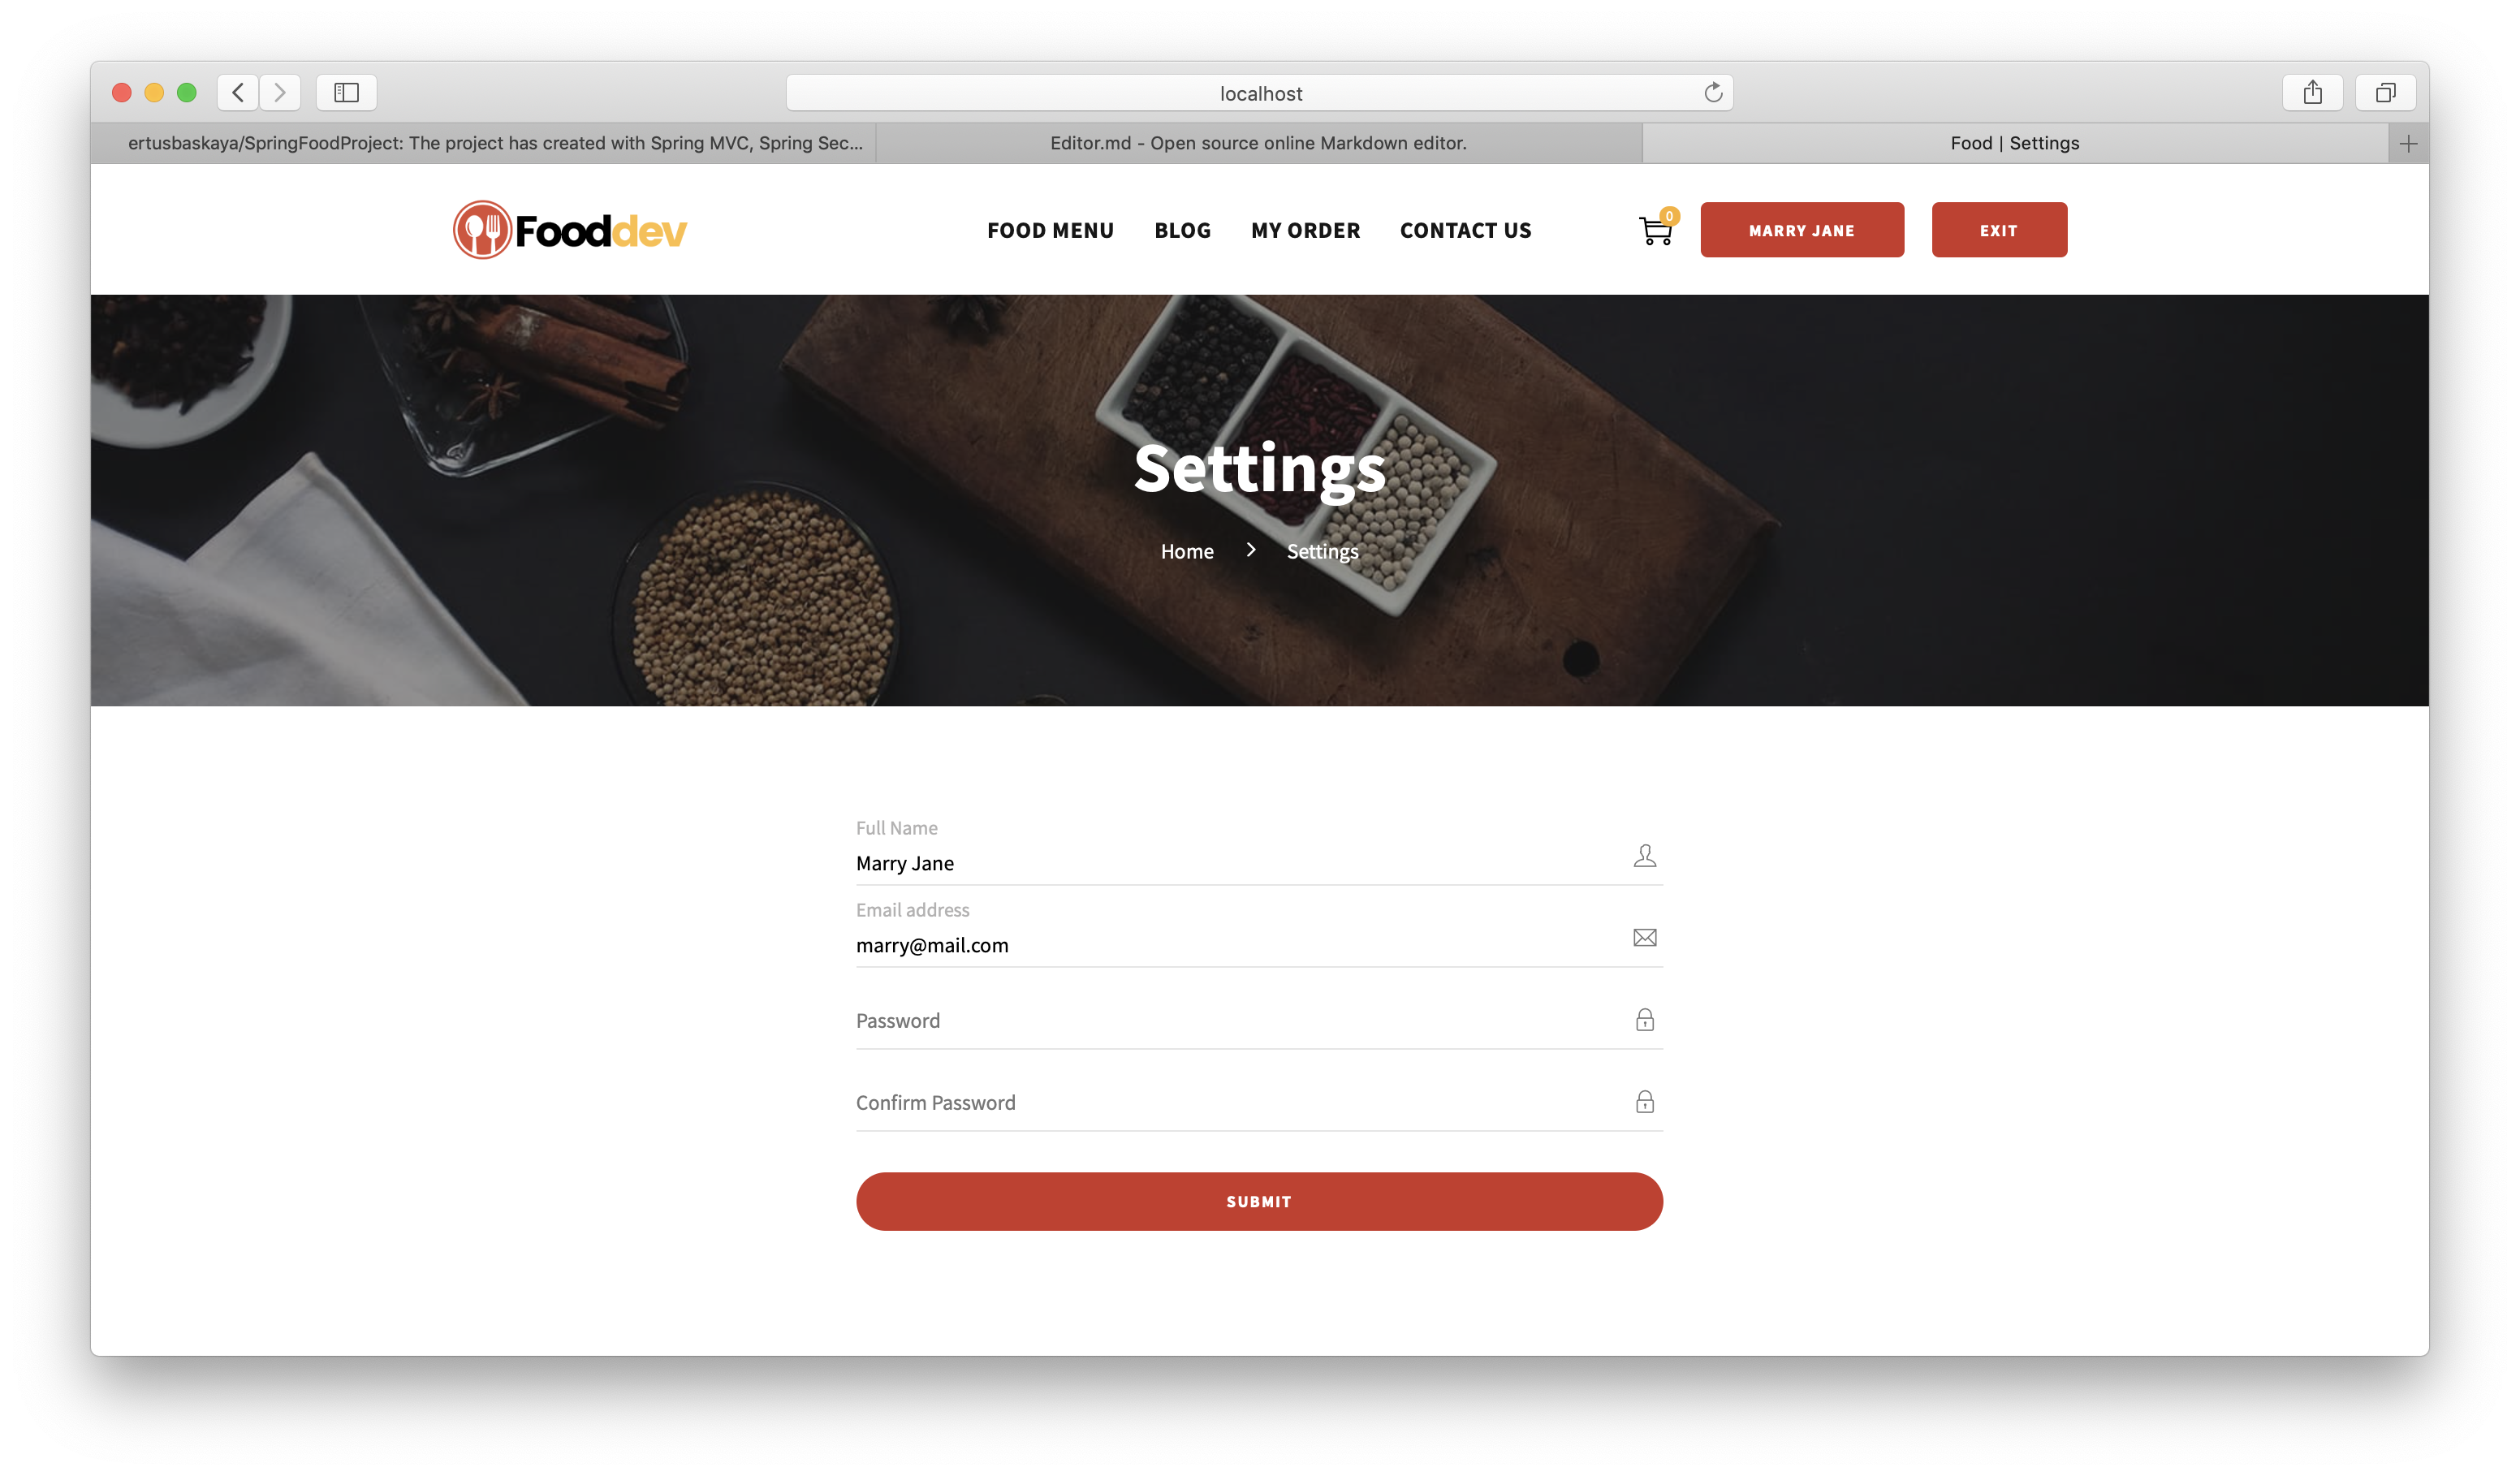 localhost
ertusbaskaya/SpringFoodProject: The project has created with Spring MVC, Spring Sec...
Editor.md - Open source online Markdown editor.
Food | Settings
Fooddev
FOOD MENU
BLOG
MY ORDER
CONTACT US
0
MARRY JANE
EXIT
Settings
Home > Settings
Full Name
Marry Jane
Email address
marry@mail.com
Password
Confirm Password
SUBMIT